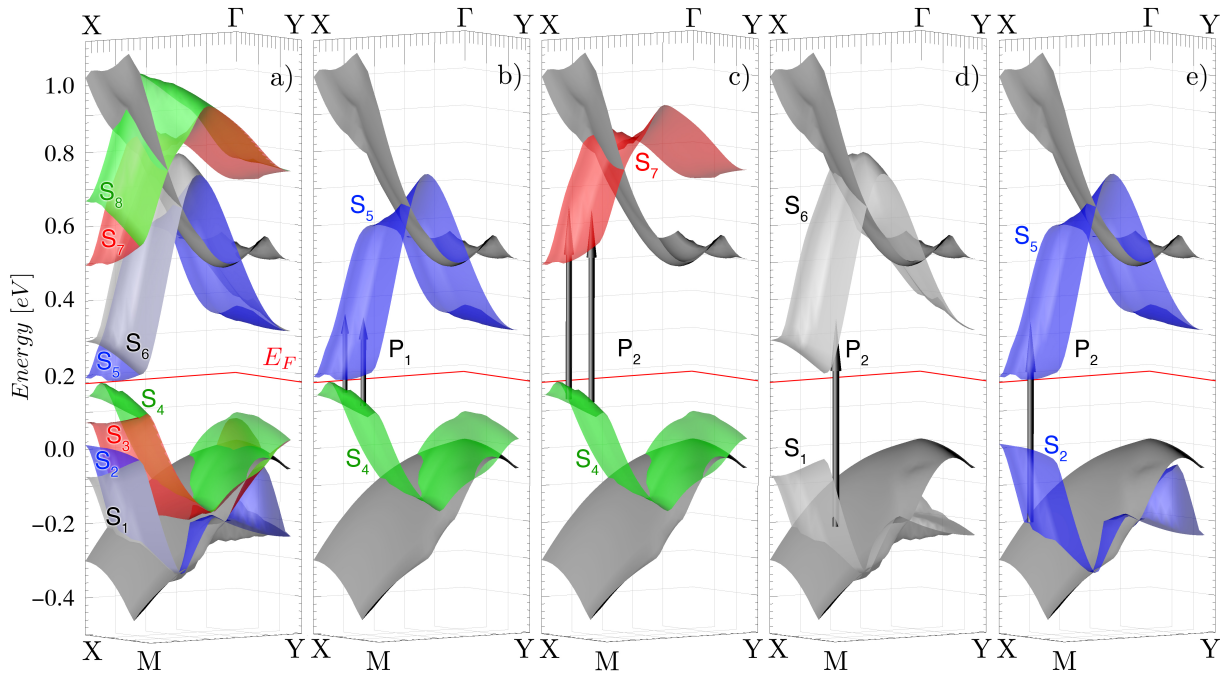 X Γ Y X Γ Y X Γ Y X Γ Y X Γ Y
a) b) c) d) e)
1.0
0.8
0.6
0.4
0.2
0.0
−0.2
−0.4
Energy [eV]
E_F
S₈
S₇
S₆
S₅
S₄
S₃
S₂
S₁
S₅
P₁
S₄
S₇
P₂
S₄
S₆
P₂
S₁
S₅
P₂
S₂
X M Y X M Y X M Y X M Y X M Y